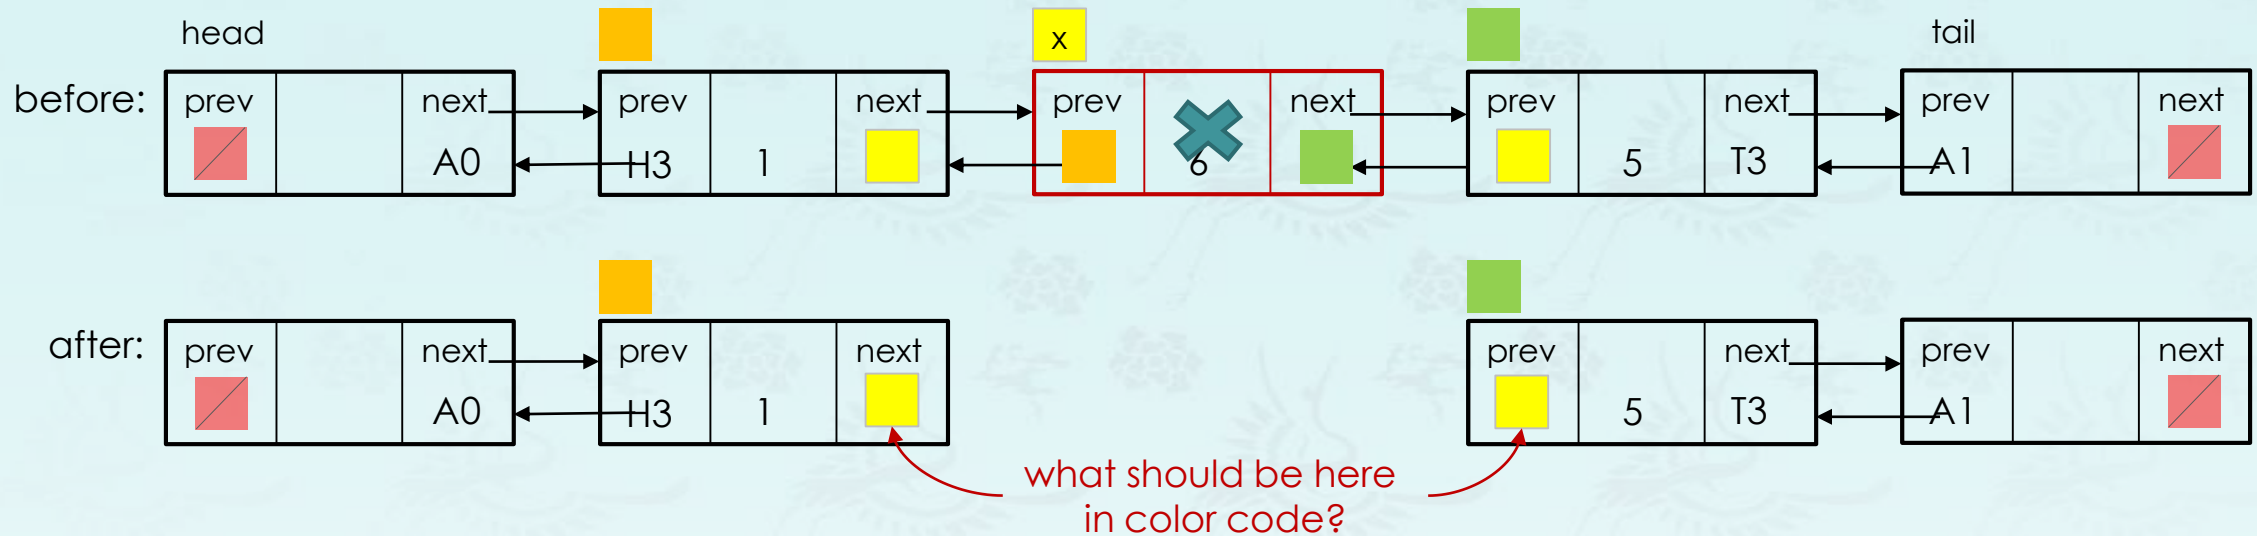 head x tail
before: prev next prev next prev next prev next prev next
A0 H3 1 6 5 T3 A1
after: prev next prev next prev next prev next
A0 H3 1 5 T3 A1
what should be here
in color code?